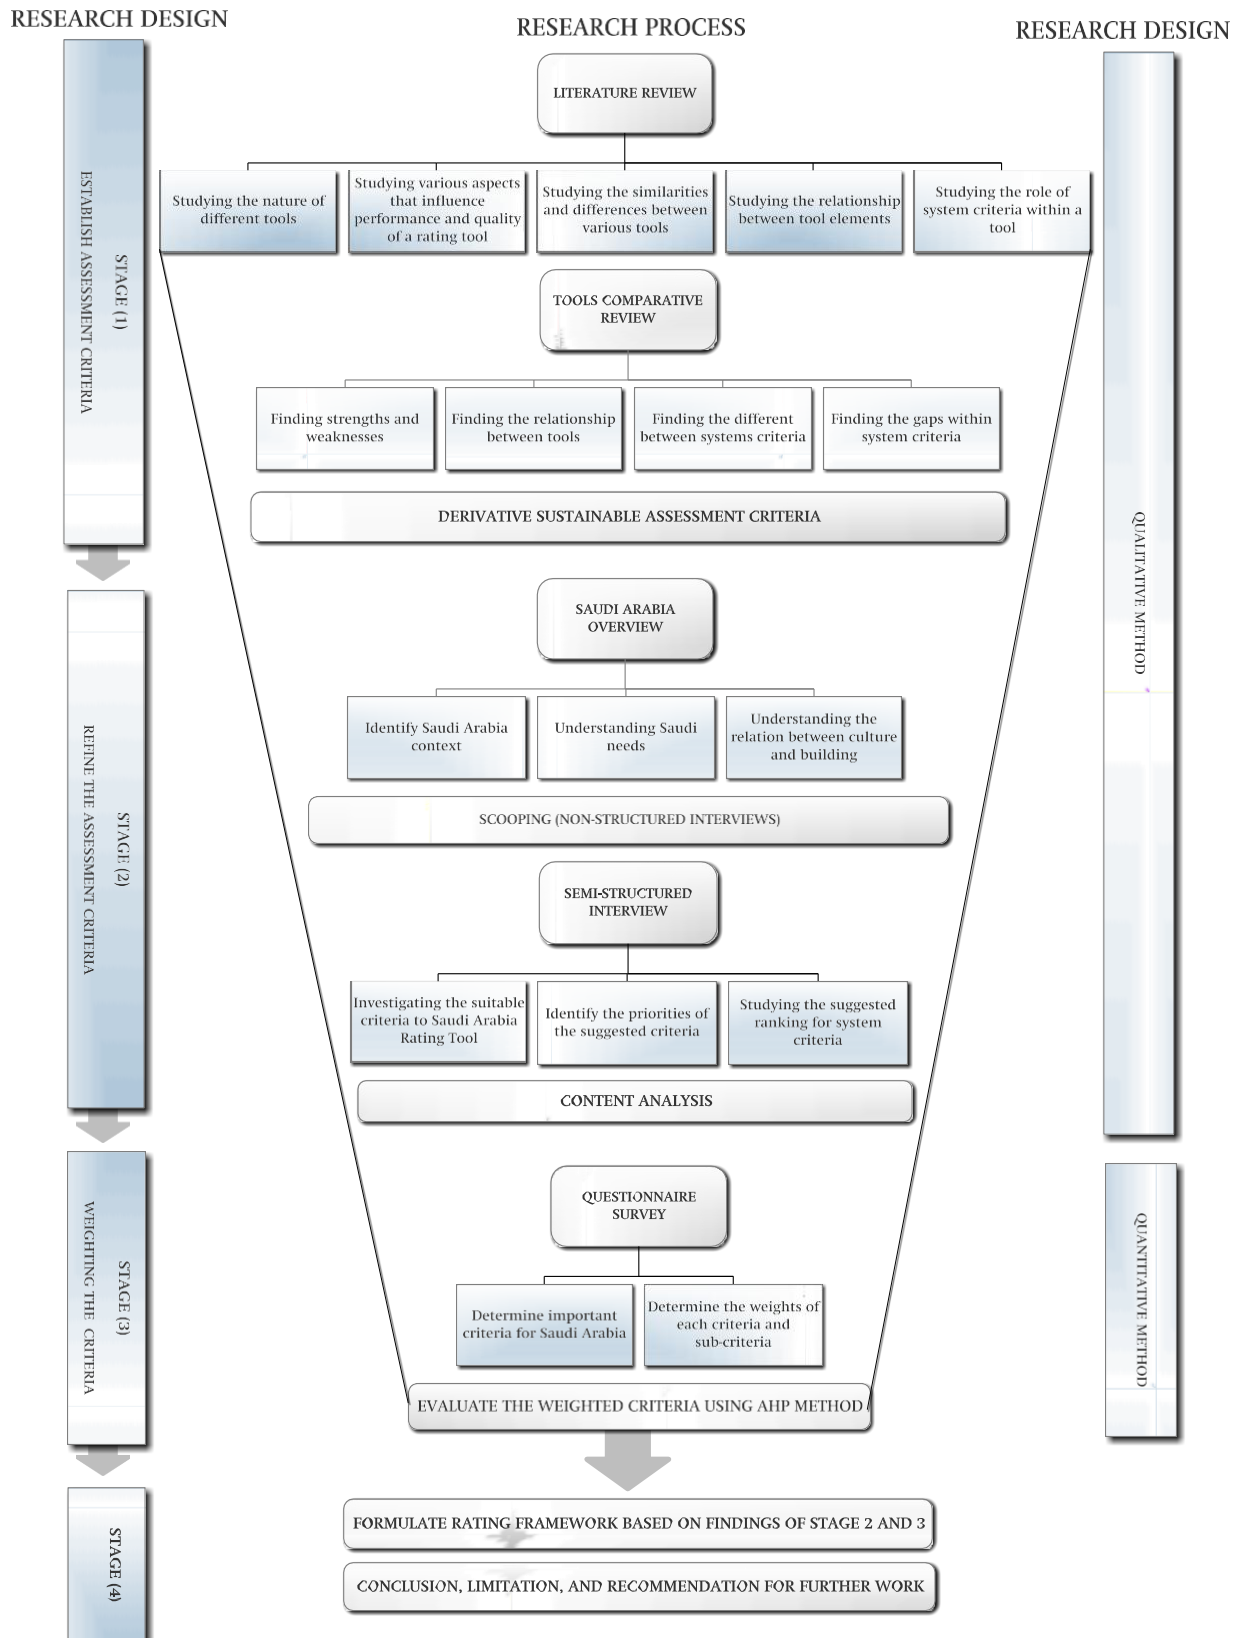 RESEARCH DESIGN
RESEARCH PROCESS
RESEARCH DESIGN
STAGE (1)
ESTABLISH ASSESSMENT CRITERIA
LITERATURE REVIEW
Studying the nature of
different tools
Studying various aspects
that influence
performance and quality
of a rating tool
Studying the similarities
and differences between
various tools
Studying the relationship
between tool elements
Studying the role of
system criteria within a
tool
TOOLS COMPARATIVE
REVIEW
Finding strengths and
weaknesses
Finding the relationship
between tools
Finding the different
between systems criteria
Finding the gaps within
system criteria
DERIVATIVE SUSTAINABLE ASSESSMENT CRITERIA
QUALITATIVE METHOD
STAGE (2)
REFINE THE ASSESSMENT CRITERIA
SAUDI ARABIA
OVERVIEW
Identify Saudi Arabia
context
Understanding Saudi
needs
Understanding the
relation between culture
and building
SCOOPING (NON-STRUCTURED INTERVIEWS)
SEMI-STRUCTURED
INTERVIEW
Investigating the suitable
criteria to Saudi Arabia
Rating Tool
Identify the priorities of
the suggested criteria
Studying the suggested
ranking for system
criteria
CONTENT ANALYSIS
STAGE (3)
WEIGHTING THE CRITERIA
QUESTIONNAIRE
SURVEY
Determine important
criteria for Saudi Arabia
Determine the weights of
each criteria and
sub-criteria
EVALUATE THE WEIGHTED CRITERIA USING AHP METHOD
QUANTITATIVE METHOD
STAGE (4)
FORMULATE RATING FRAMEWORK BASED ON FINDINGS OF STAGE 2 AND 3
CONCLUSION, LIMITATION, AND RECOMMENDATION FOR FURTHER WORK